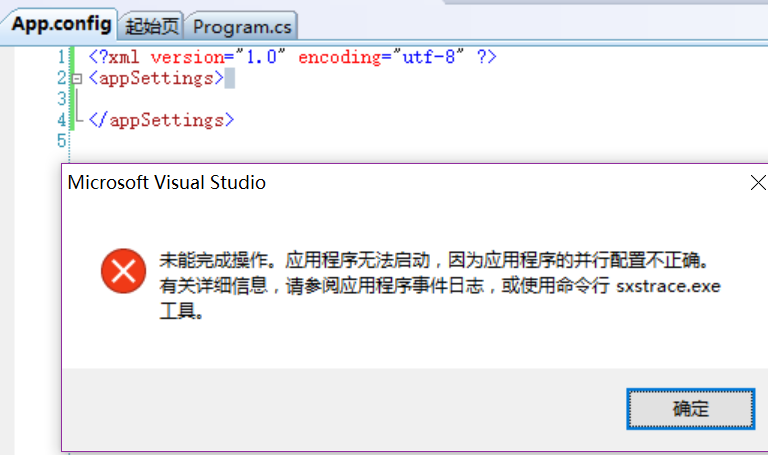 App.config 起始页 Program.cs
1 <?xml version="1.0" encoding="utf-8" ?>
2 <appSettings>
3
4 </appSettings>
5
Microsoft Visual Studio
未能完成操作。应用程序无法启动，因为应用程序的并行配置不正确。
有关详细信息，请参阅应用程序事件日志，或使用命令行 sxstrace.exe
工具。
确定